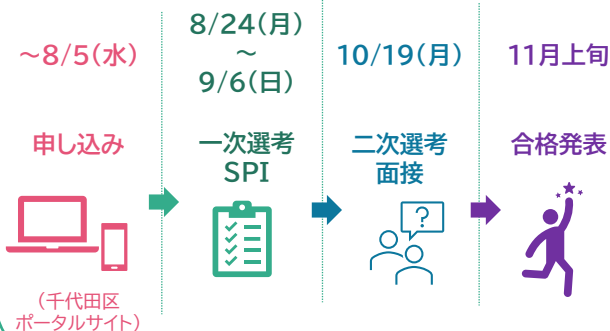 ～8/5(水)
申し込み
(千代田区
ポータルサイト)
8/24(月)
～
9/6(日)
一次選考
SPI
10/19(月)
二次選考
面接
?
11月上旬
合格発表